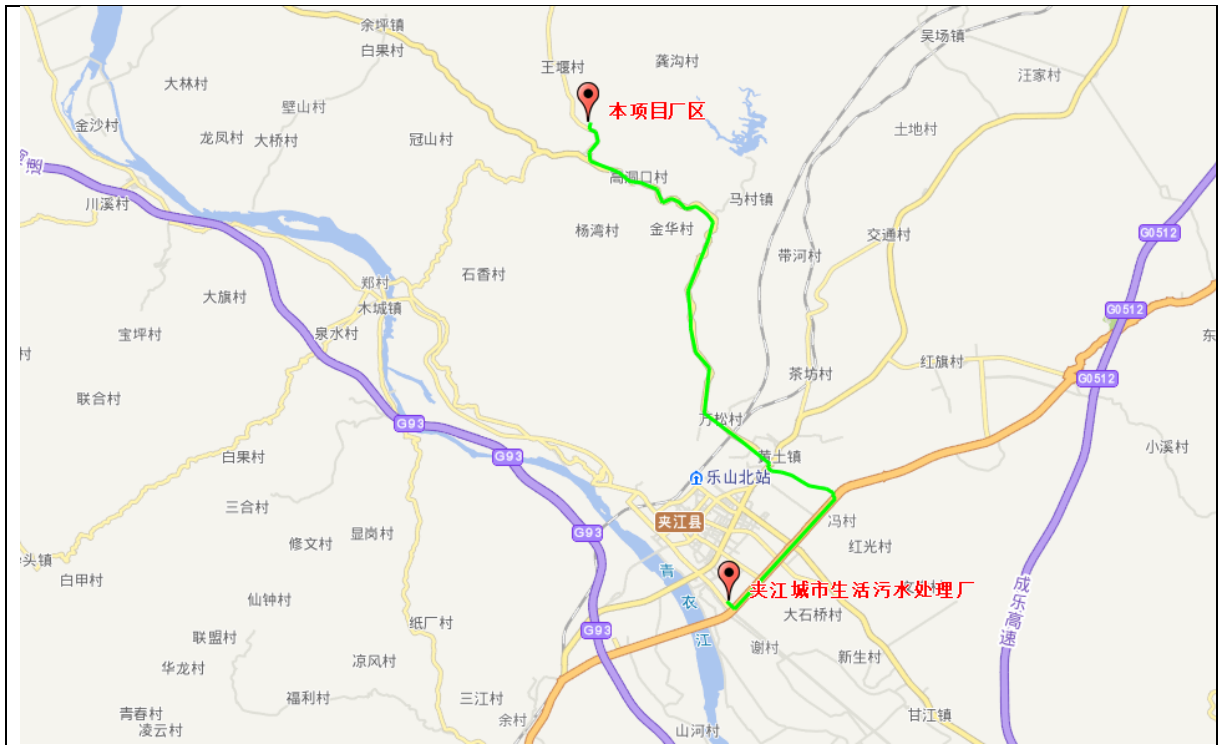 余坪镇
吴场镇
白果村
王堰村
龚沟村
汪家村
大林村
壁山村
本项目厂区
金沙村
龙凤村
大桥村
冠山村
土地村
速
高洞口村
川溪村
马村镇
杨湾村
金华村
交通村
G0512
带河村
石香村
郑村
大旗村
木城镇
G0512
宝坪村
泉水村
村
东
红旗村
茶坊村
G0512
联合村
万松村
G93
小溪村
白果村
G93
黄土镇
乐山北站
三合村
夹江县
冯村
显岗村
G93
修文村
红光村
头镇
白甲村
青
衣
江
夹江城市生活污水处理厂
成乐高速
仙钟村
大石桥村
纸厂村
联盟村
G93
谢村
新生村
华龙村
凉风村
福利村
三江村
青春村
余村
甘江镇
凌云村
山河村